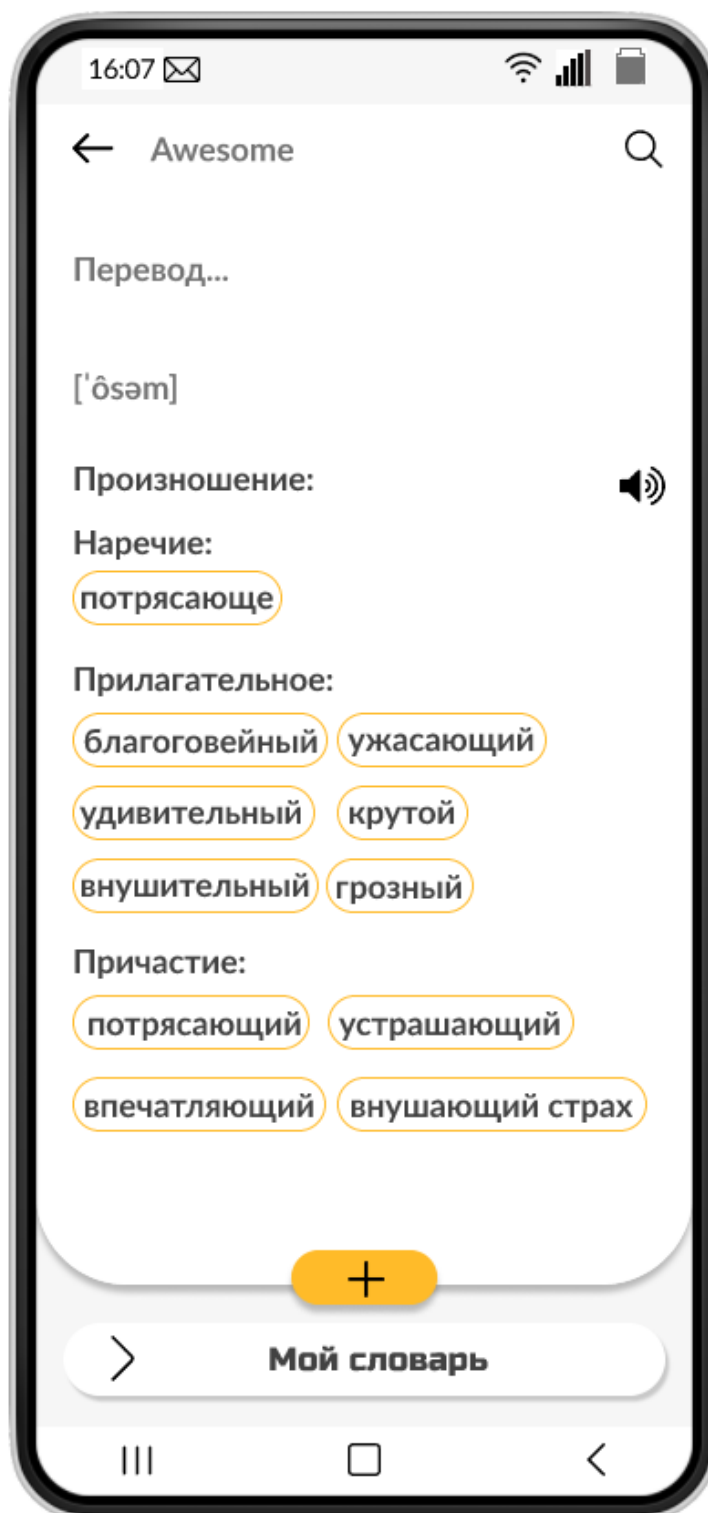 16:07
Awesome
Перевод...
[ˈôsəm]
Произношение:
Наречие:
потрясающе
Прилагательное:
благоговейный ужасающий
удивительный крутой
внушительный грозный
Причастие:
потрясающий устрашающий
впечатляющий внушающий страх
+
Мой словарь